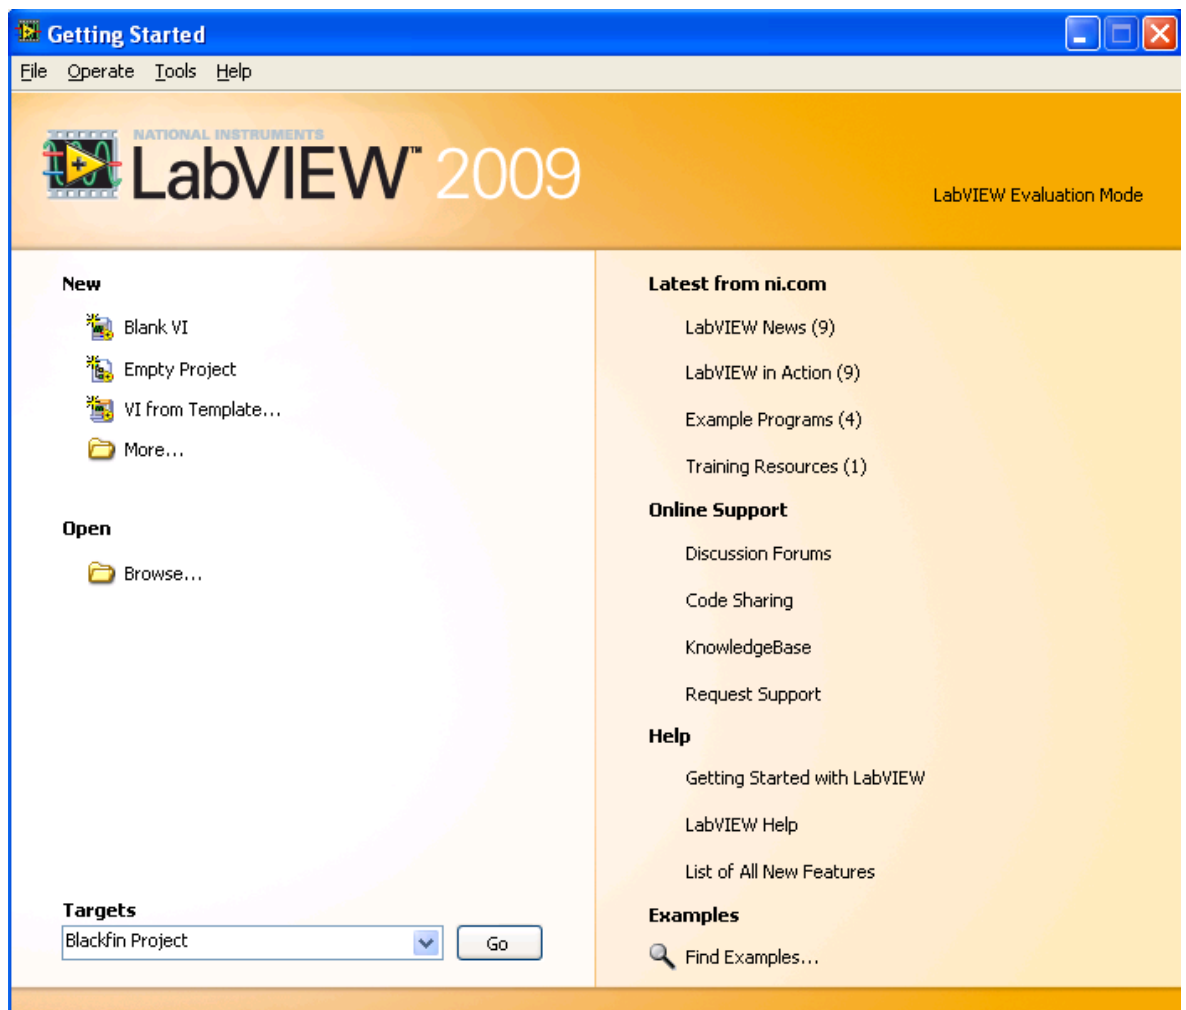 Getting Started
File Operate Tools Help
NATIONAL INSTRUMENTS
LabVIEW™ 2009
LabVIEW Evaluation Mode
New
Blank VI
Empty Project
VI from Template...
More...
Open
Browse...
Targets
Blackfin Project
Go
Latest from ni.com
LabVIEW News (9)
LabVIEW in Action (9)
Example Programs (4)
Training Resources (1)
Online Support
Discussion Forums
Code Sharing
KnowledgeBase
Request Support
Help
Getting Started with LabVIEW
LabVIEW Help
List of All New Features
Examples
Find Examples...